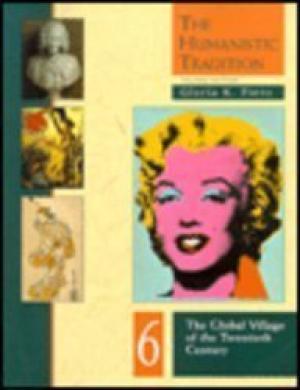 THE
HUMANISTIC
TRADITION
Gloria K. Fiero
6
The Global Village
of the Twentieth
Century